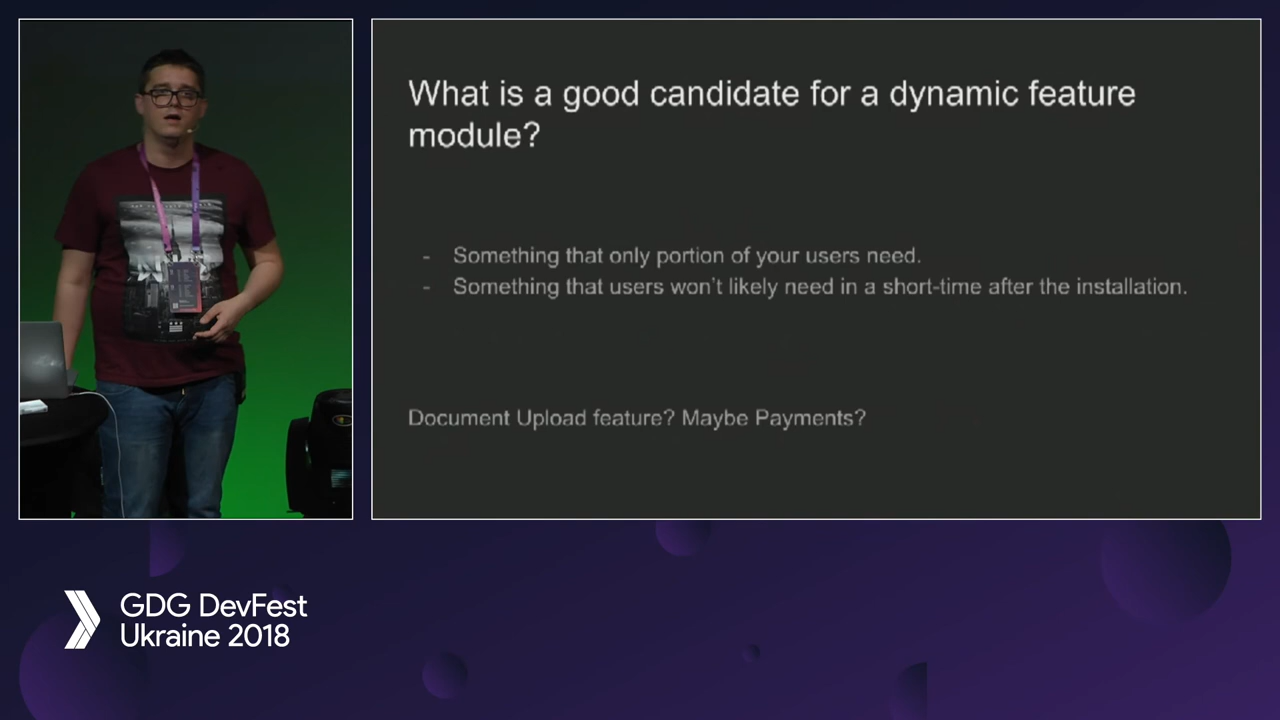 What is a good candidate for a dynamic feature
module?
- Something that only portion of your users need.
- Something that users won't likely need in a short-time after the installation.
Document Upload feature? Maybe Payments?
GDG DevFest
Ukraine 2018